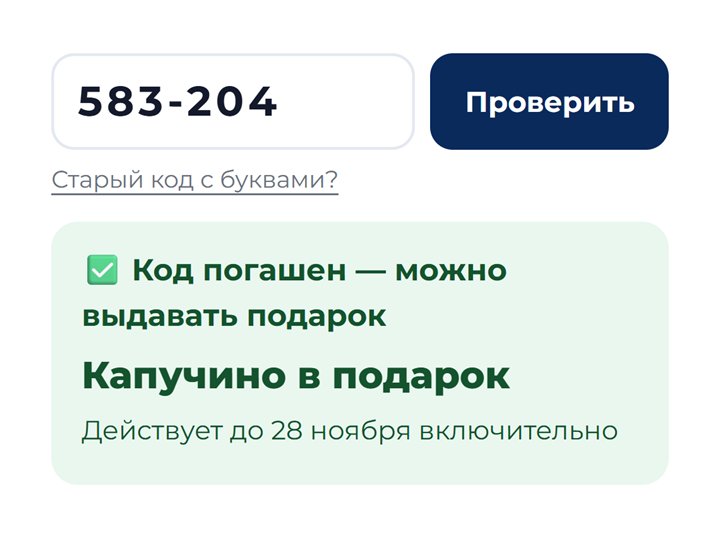 583-204
Проверить
Старый код с буквами?
✅ Код погашен — можно
выдавать подарок
Капучино в подарок
Действует до 28 ноября включительно